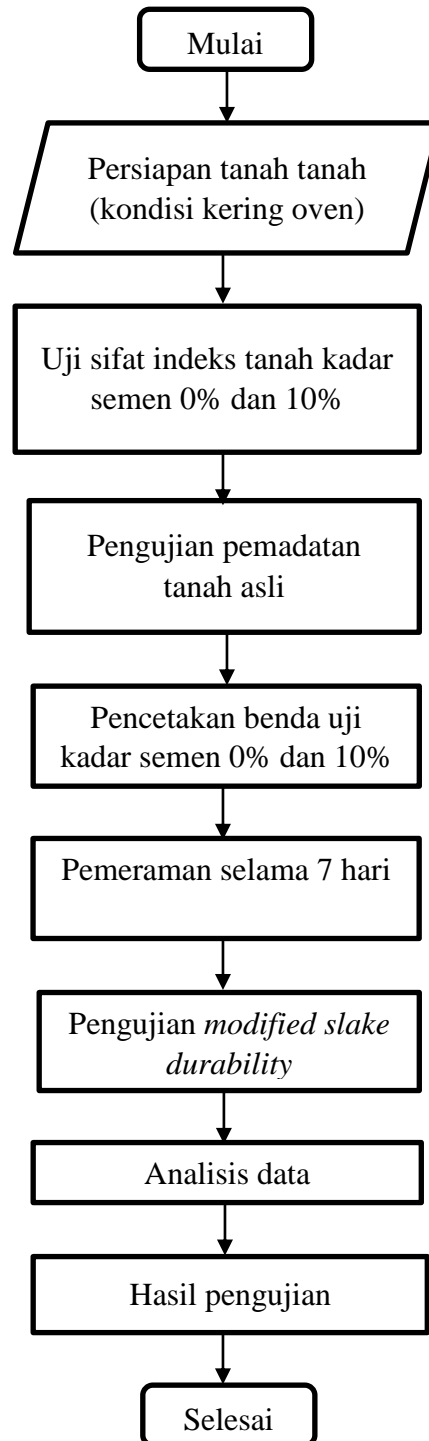 Mulai
Persiapan tanah tanah
(kondisi kering oven)
Uji sifat indeks tanah kadar
semen 0% dan 10%
Pengujian pemadatan
tanah asli
Pencetakan benda uji
kadar semen 0% dan 10%
Pemeraman selama 7 hari
Pengujian modified slake
durability
Analisis data
Hasil pengujian
Selesai